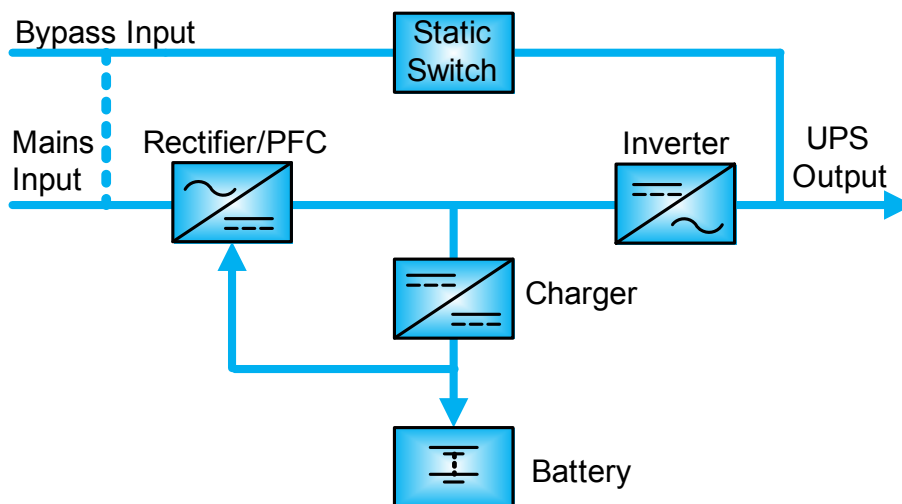 Bypass Input
Static
Switch
Mains
Input
Rectifier/PFC
Inverter
UPS
Output
Charger
Battery